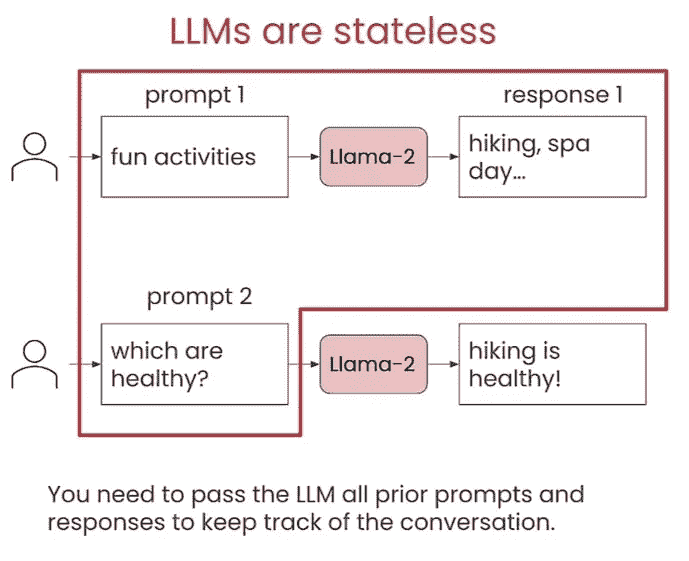 LLMs are stateless
prompt 1
response 1
fun activities
Llama-2
hiking, spa
day...
prompt 2
which are
healthy?
Llama-2
hiking is
healthy!
You need to pass the LLM all prior prompts and
responses to keep track of the conversation.